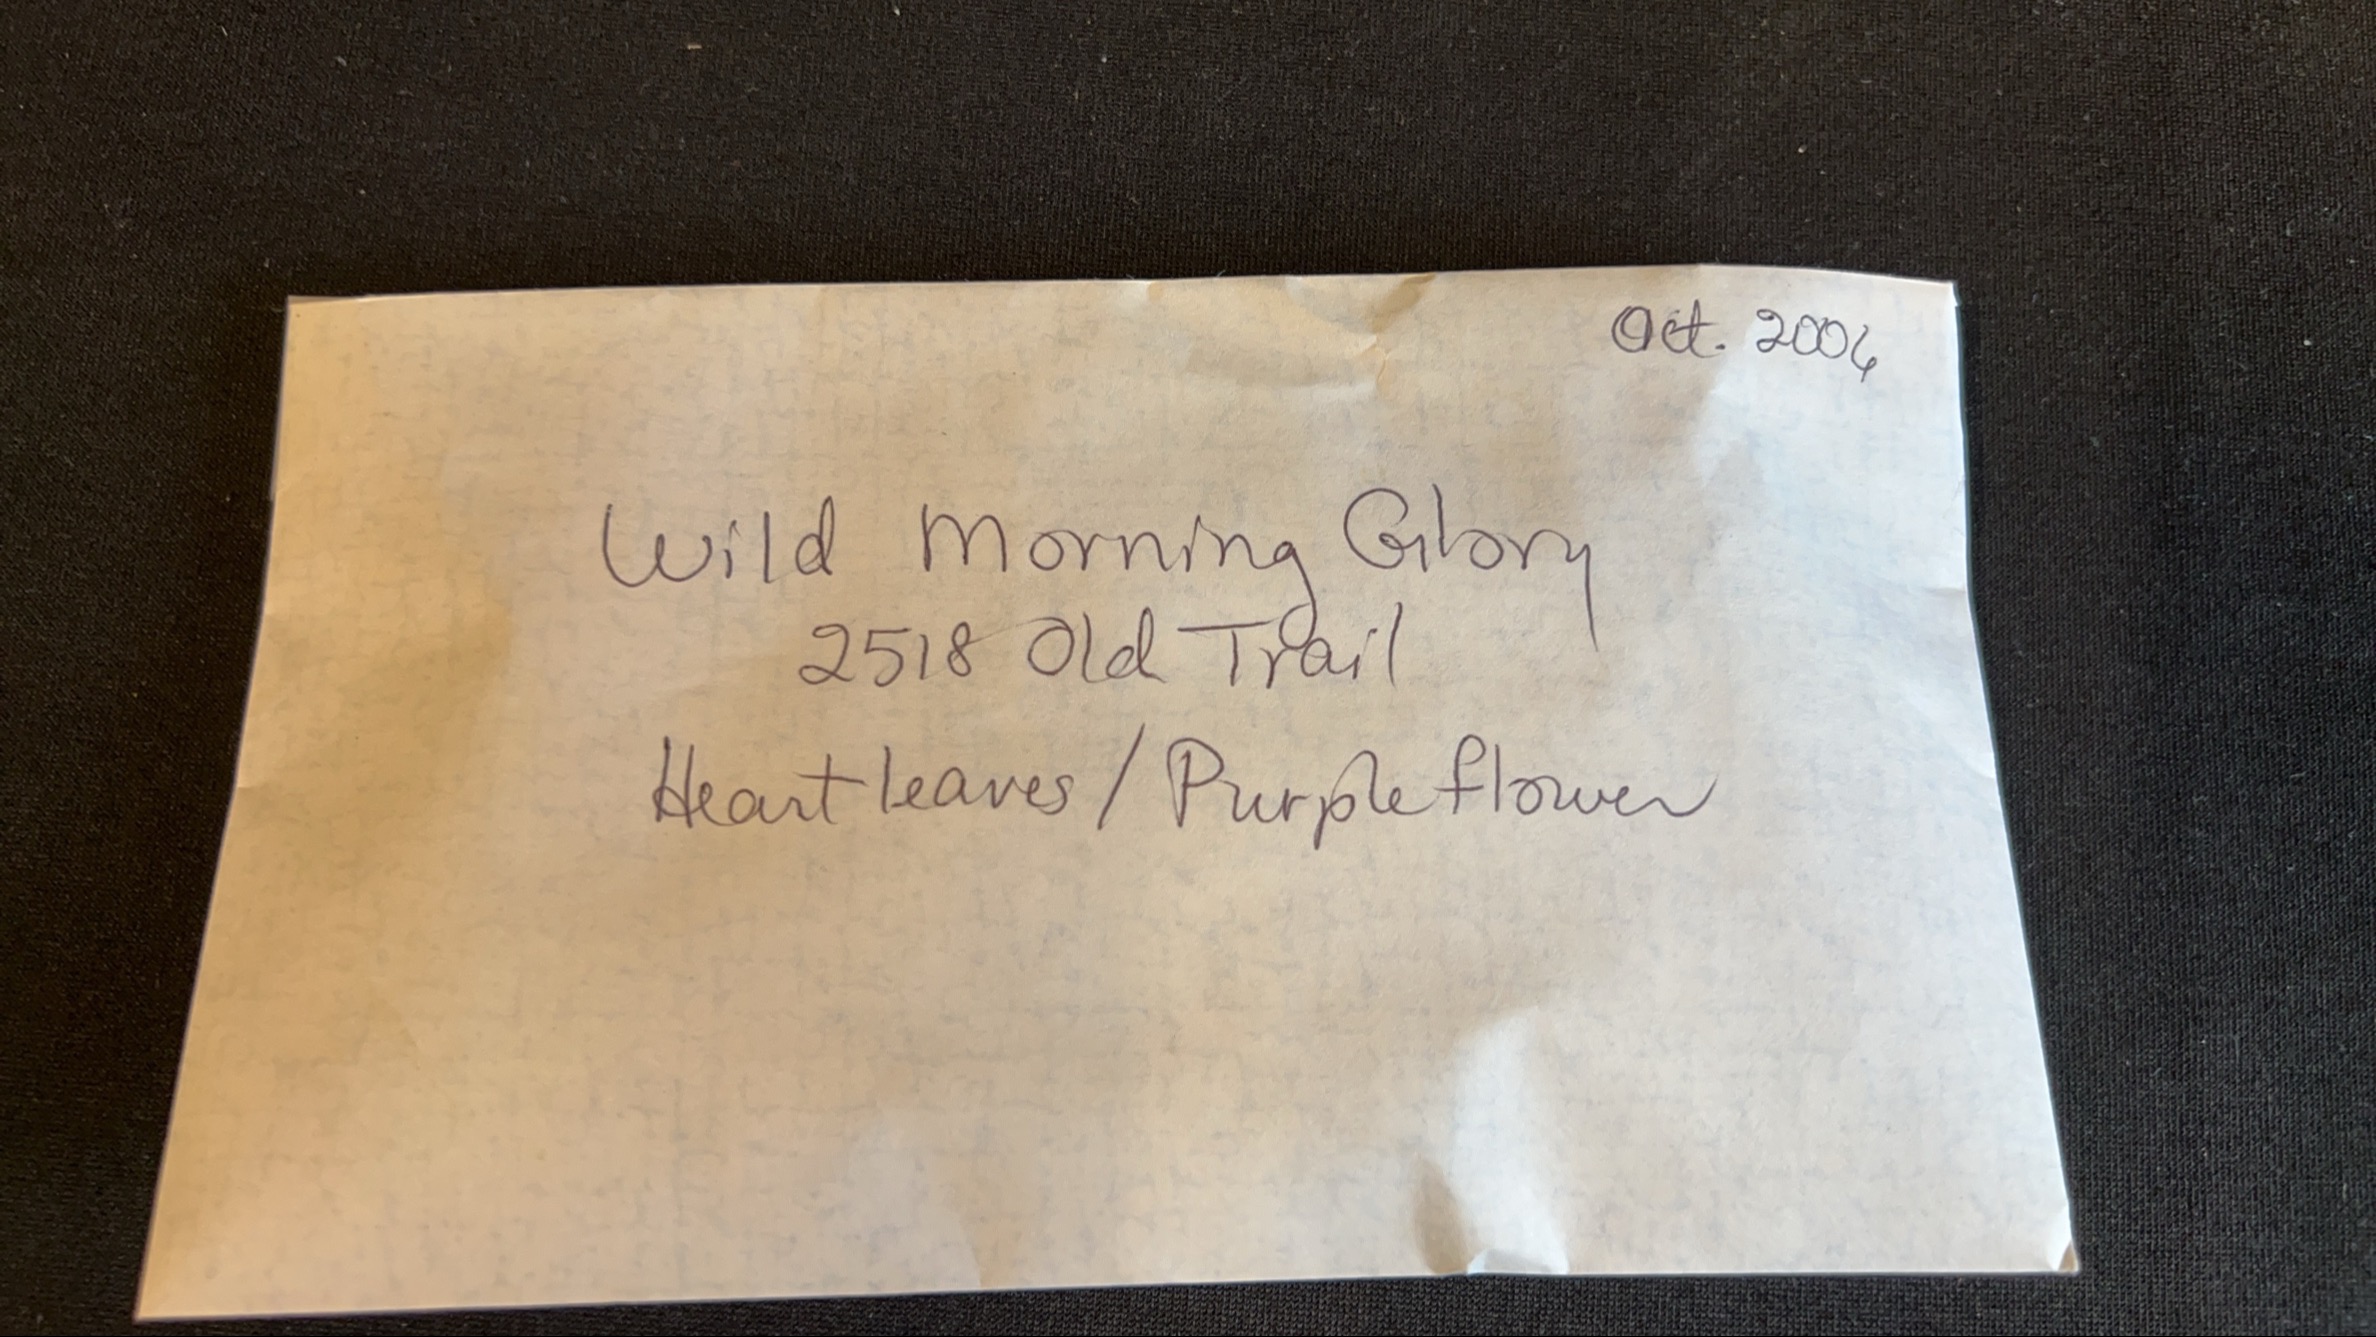 Oct. 2006
Wild Morning Glory
2518 Old Trail
Heart leaves / Purple flower